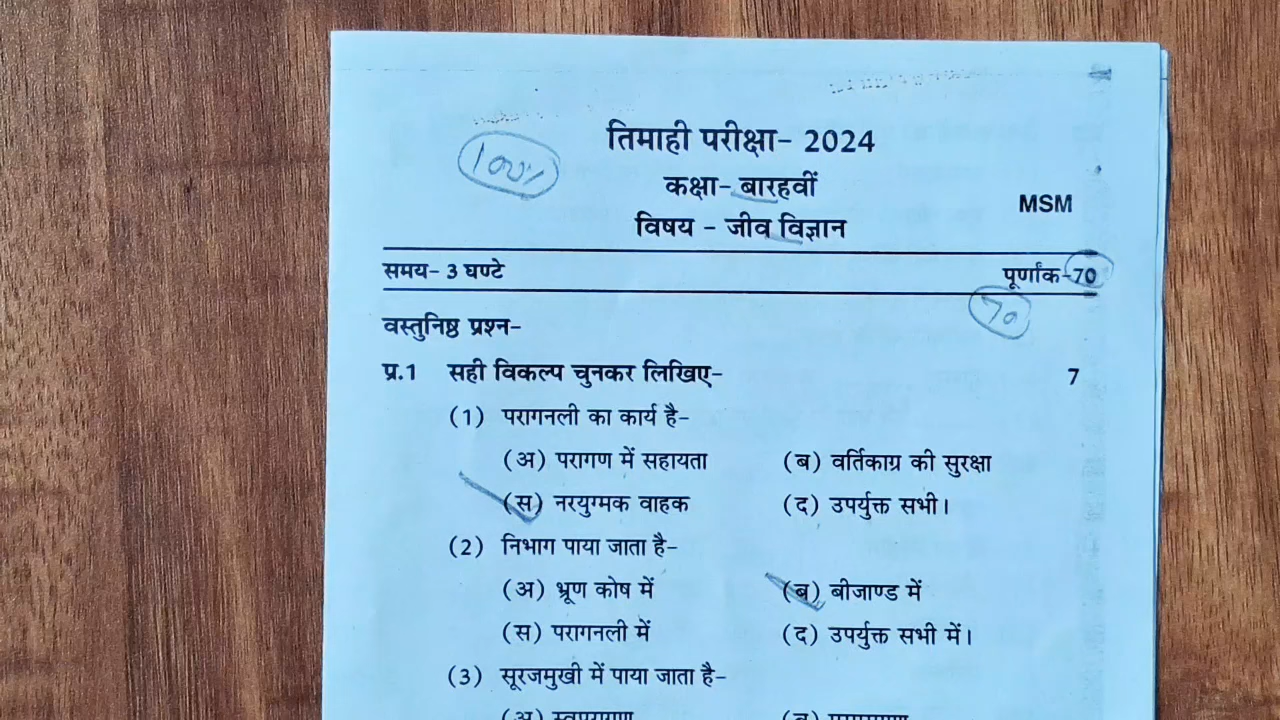 तिमाही परीक्षा- 2024
100%
कक्षा- बारहवीं
MSM
विषय - जीव विज्ञान
समय- 3 घण्टे पूर्णांक-70
70
वस्तुनिष्ठ प्रश्न-
प्र.1 सही विकल्प चुनकर लिखिए- 7
(1) परागनली का कार्य है-
(अ) परागण में सहायता (ब) वर्तिकाग्र की सुरक्षा
(स) नरयुग्मक वाहक (द) उपर्युक्त सभी।
(2) निभाग पाया जाता है-
(अ) भ्रूण कोष में (ब) बीजाण्ड में
(स) परागनली में (द) उपर्युक्त सभी में।
(3) सूरजमुखी में पाया जाता है-
(अ) स्वपरागण (ब)